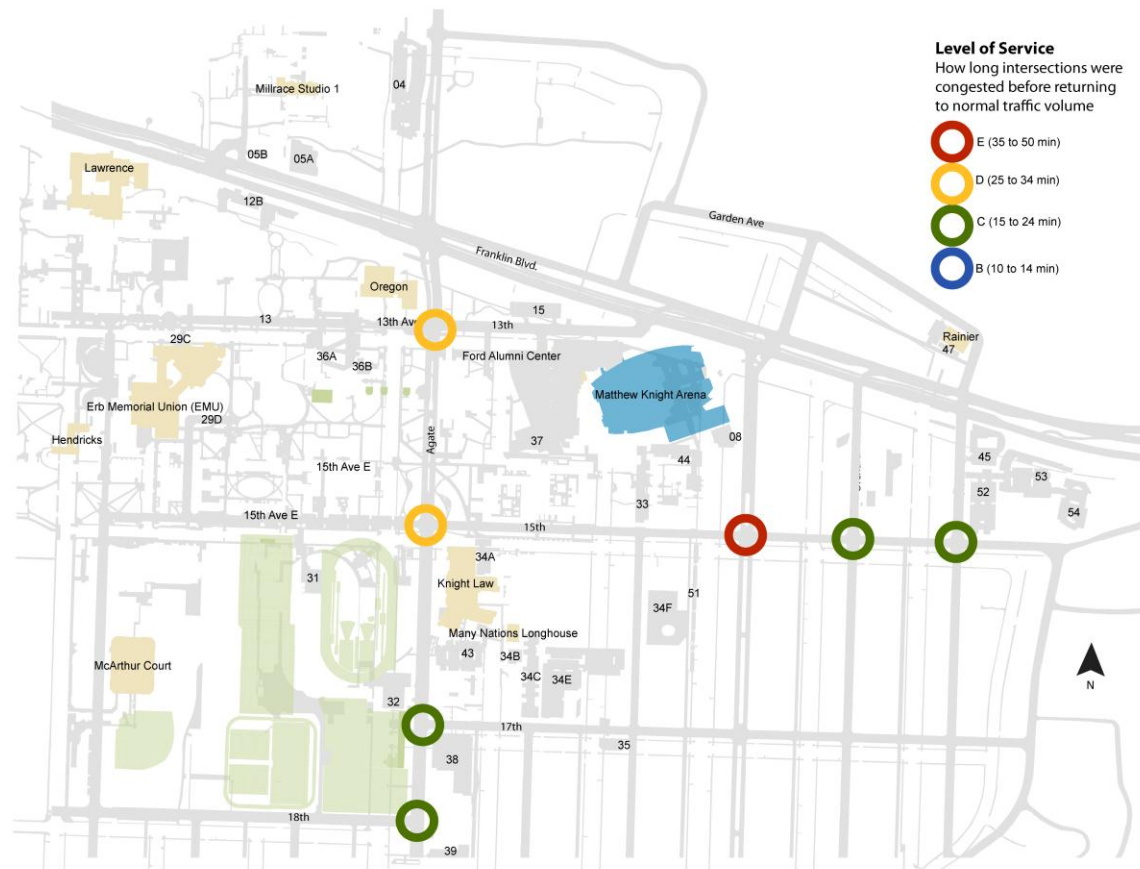 Level of Service
How long intersections were
congested before returning
to normal traffic volume
E (35 to 50 min)
D (25 to 34 min)
C (15 to 24 min)
B (10 to 14 min)
04
Millrace Studio 1
05B
05A
Lawrence
12B
Garden Ave
Franklin Blvd.
Oregon
13
13th Ave
13th
15
29C
36A
36B
Ford Alumni Center
Rainier
47
Matthew Knight Arena
Erb Memorial Union (EMU)
29D
Hendricks
Agate
37
08
44
45
53
15th Ave E
52
33
54
15th Ave E
15th
34A
31
Knight Law
51
34F
Many Nations Longhouse
43
34B
McArthur Court
34C
34E
N
32
17th
35
38
18th
39